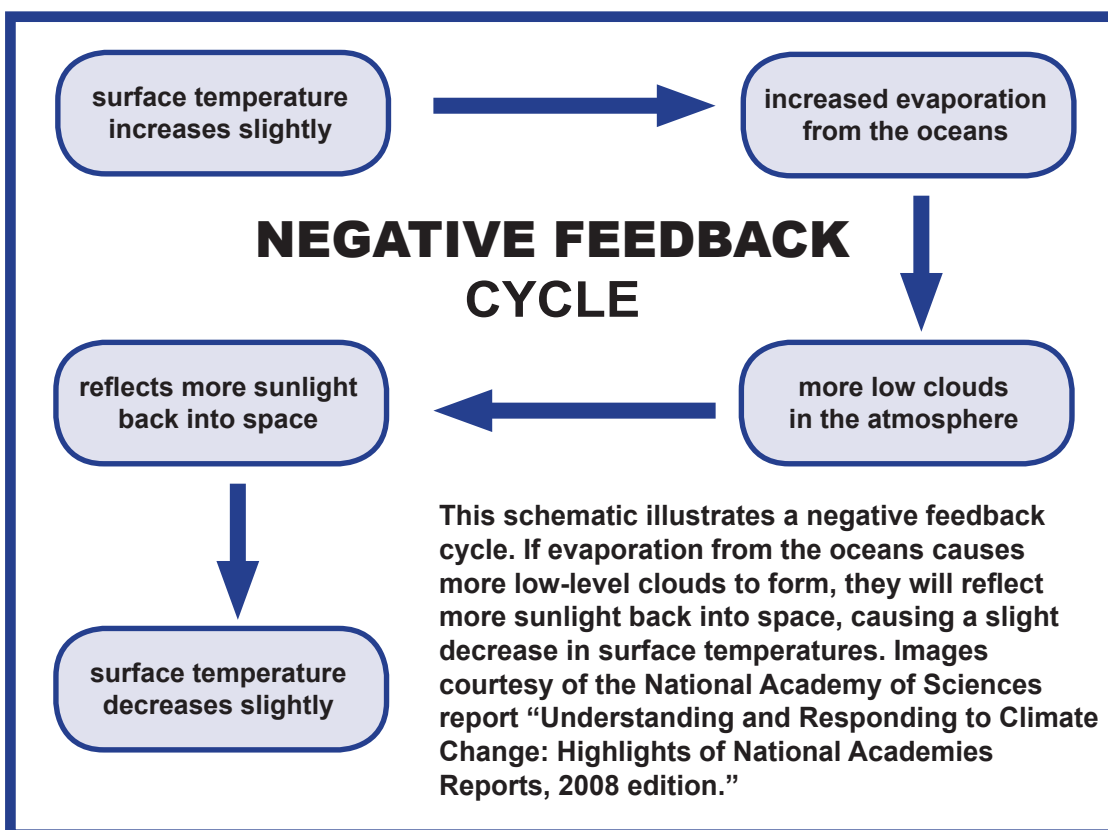 surface temperature
increases slightly
increased evaporation
from the oceans
NEGATIVE FEEDBACK
CYCLE
reflects more sunlight
back into space
more low clouds
in the atmosphere
This schematic illustrates a negative feedback
cycle. If evaporation from the oceans causes
more low-level clouds to form, they will reflect
more sunlight back into space, causing a slight
decrease in surface temperatures. Images
courtesy of the National Academy of Sciences
report “Understanding and Responding to Climate
Change: Highlights of National Academies
Reports, 2008 edition.”
surface temperature
decreases slightly